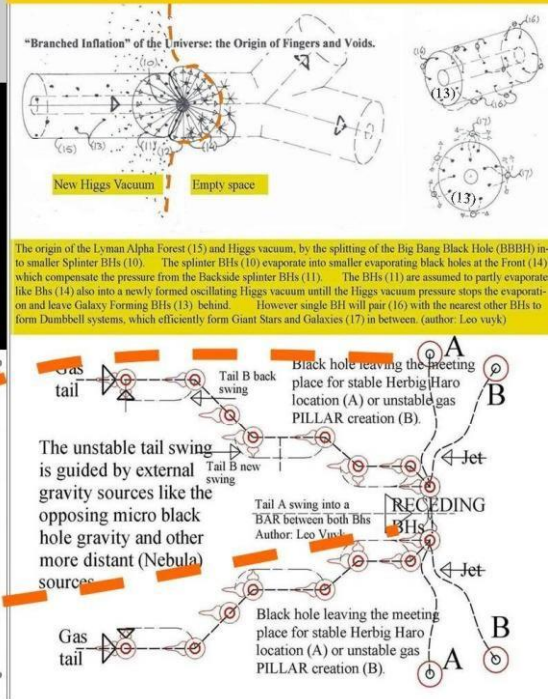 "Branched Inflation" of the Universe: the Origin of Fingers and Voids.
(10)
(16)
(16)
(13)
(16)
(17)
(17)
(13)
(15) (13) (11) (12) (14)
New Higgs Vacuum
Empty space
The origin of the Lyman Alpha Forest (15) and Higgs vacuum, by the splitting of the Big Bang Black Hole (BBBH) in-
to smaller Splinter BHs (10). The splinter BHs (10) evaporate into smaller evaporating black holes at the Front (14)
which compensate the pressure from the Backside splinter BHs (11). The BHs (11) are assumed to partly evaporate
like Bhs (14) also into a newly formed oscillating Higgs vacuum untill the Higgs vacuum pressure stops the evaporati-
on and leave Galaxy Forming BHs (13) behind. However single BH will pair (16) with the nearest other BHs to
form Dumbbell systems, which efficiently form Giant Stars and Galaxies (17) in between. (author: Leo vuyk)
Gas
tail
Tail B back
swing
Black hole leaving the meeting
place for stable Herbig Haro
location (A) or unstable gas
PILLAR creation (B).
A
B
The unstable tail swing
is guided by external
gravity sources like the
opposing micro black
hole gravity and other
more distant (Nebula)
sources
Tail B new
swing
Jet
Tail A swing into a
BAR between both Bhs
Author: Leo Vuyk
RECEDING
BHs
Jet
Gas
tail
Black hole leaving the meeting
place for stable Herbig Haro
location (A) or unstable gas
PILLAR creation (B).
B
A